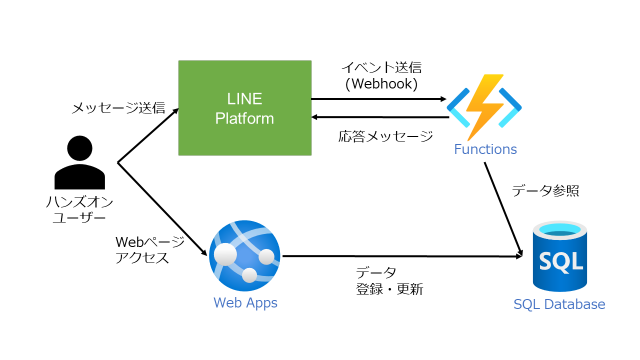 イベント送信
(Webhook)
LINE
Platform
メッセージ送信
応答メッセージ
Functions
データ参照
ハンズオン
ユーザー
Webページ
アクセス
SQL
データ
登録・更新
Web Apps
SQL Database